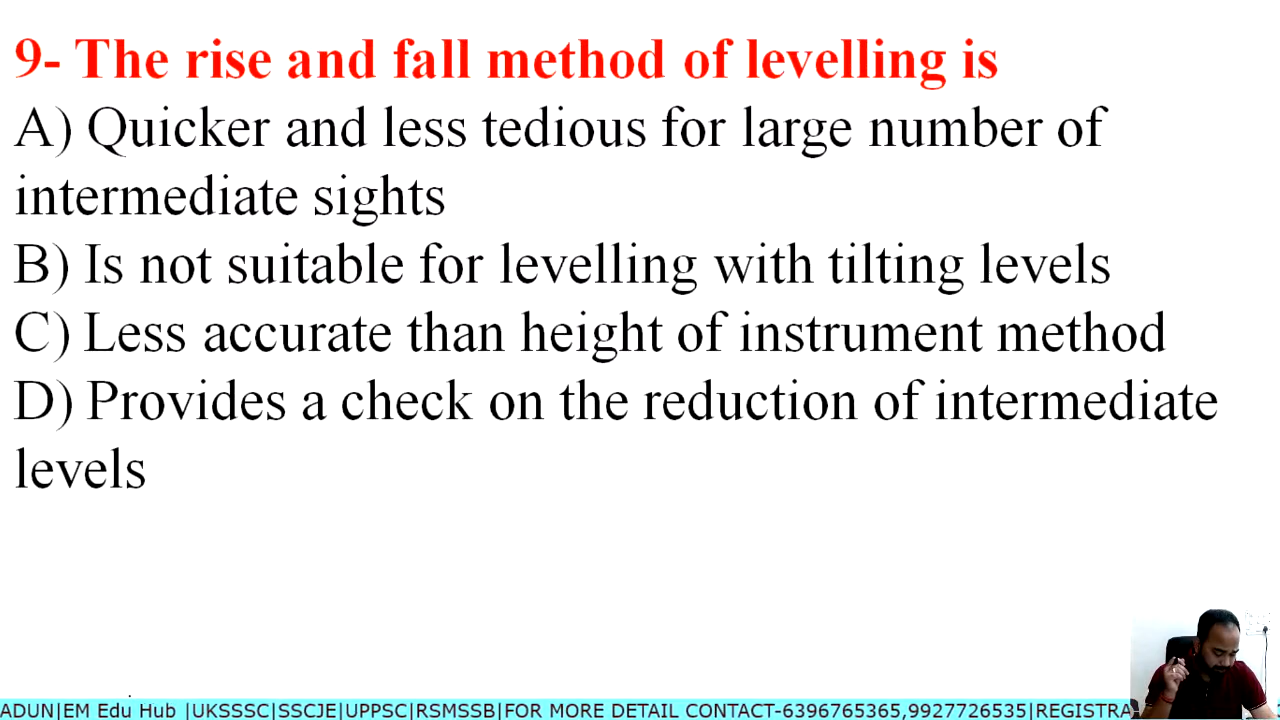 9- The rise and fall method of levelling is
A) Quicker and less tedious for large number of
intermediate sights
B) Is not suitable for levelling with tilting levels
C) Less accurate than height of instrument method
D) Provides a check on the reduction of intermediate
levels
ADUN|EM Edu Hub |UKSSSC|SSCJE|UPPSC|RSMSSB|FOR MORE DETAIL CONTACT-6396765365,9927726535|REGISTRA